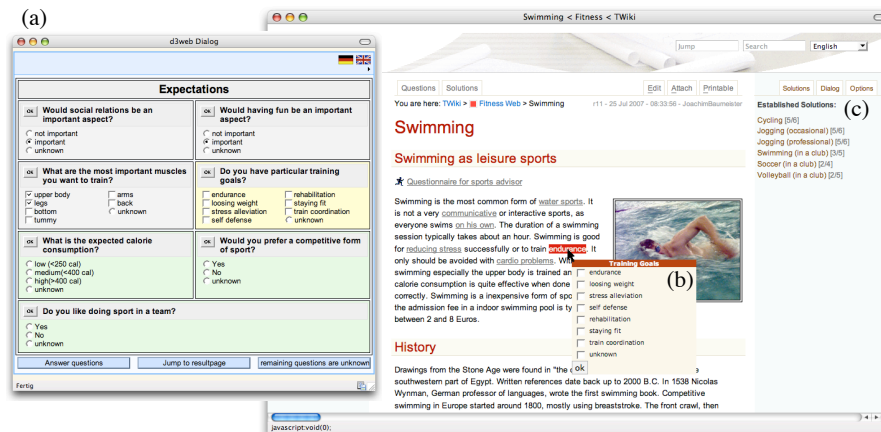 (a)
d3web Dialog
Expectations
ok Would social relations be an
important aspect?
not important
important
unknown
ok Would having fun be an important
aspect?
not important
important
unknown
ok What are the most important muscles
you want to train?
upper body arms
legs back
bottom unknown
tummy
ok Do you have particular training
goals?
endurance rehabilitation
loosing weight staying fit
stress alleviation train coordination
self defense unknown
ok What is the expected calorie
consumption?
low (<250 cal)
medium(<400 cal)
high(>400 cal)
unknown
ok Would you prefer a competitive form
of sport?
Yes
No
unknown
ok Do you like doing sport in a team?
Yes
No
unknown
Answer questions Jump to resultpage remaining questions are unknown
Fertig
Swimming < Fitness < TWiki
Jump Search English
Questions Solutions Edit Attach Printable
You are here: TWiki > Fitness Web > Swimming r11 - 25 Jul 2007 - 08:33:56 - JoachimBaumeister
Swimming
Swimming as leisure sports
Questionnaire for sports advisor
Swimming is the most common form of water sports. It
is not a very communicative or interactive sports, as
everyone swims on his own. The duration of a swimming
session typically takes about an hour. Swimming is good
for reducing stress successfully or to train endurance. It
only should be avoided with cardio problems. Wit
swimming especially the upper body is trained an
calorie consumption is quite effective when done
correctly. Swimming is a inexpensive form of spo
the admission fee in a indoor swimming pool is ty
between 2 and 8 Euros.
Training Goals
(b)
endurance
loosing weight
stress alleviation
self defense
rehabilitation
staying fit
train coordination
unknown
ok
History
Drawings from the Stone Age were found in "the e
southwestern part of Egypt. Written references date back up to 2000 B.C. In 1538 Nicolas
Wynman, German professor of languages, wrote the first swimming book. Competitive
swimming in Europe started around 1800, mostly using breaststroke. The front crawl, then
Solutions Dialog Options
Established Solutions:
(c)
Cycling [5/6]
Jogging (occasional) [5/6]
Jogging (professional) [5/6]
Swimming (in a club) [3/5]
Soccer (in a club) [2/4]
Volleyball (in a club) [2/5]
javascript:void(0);